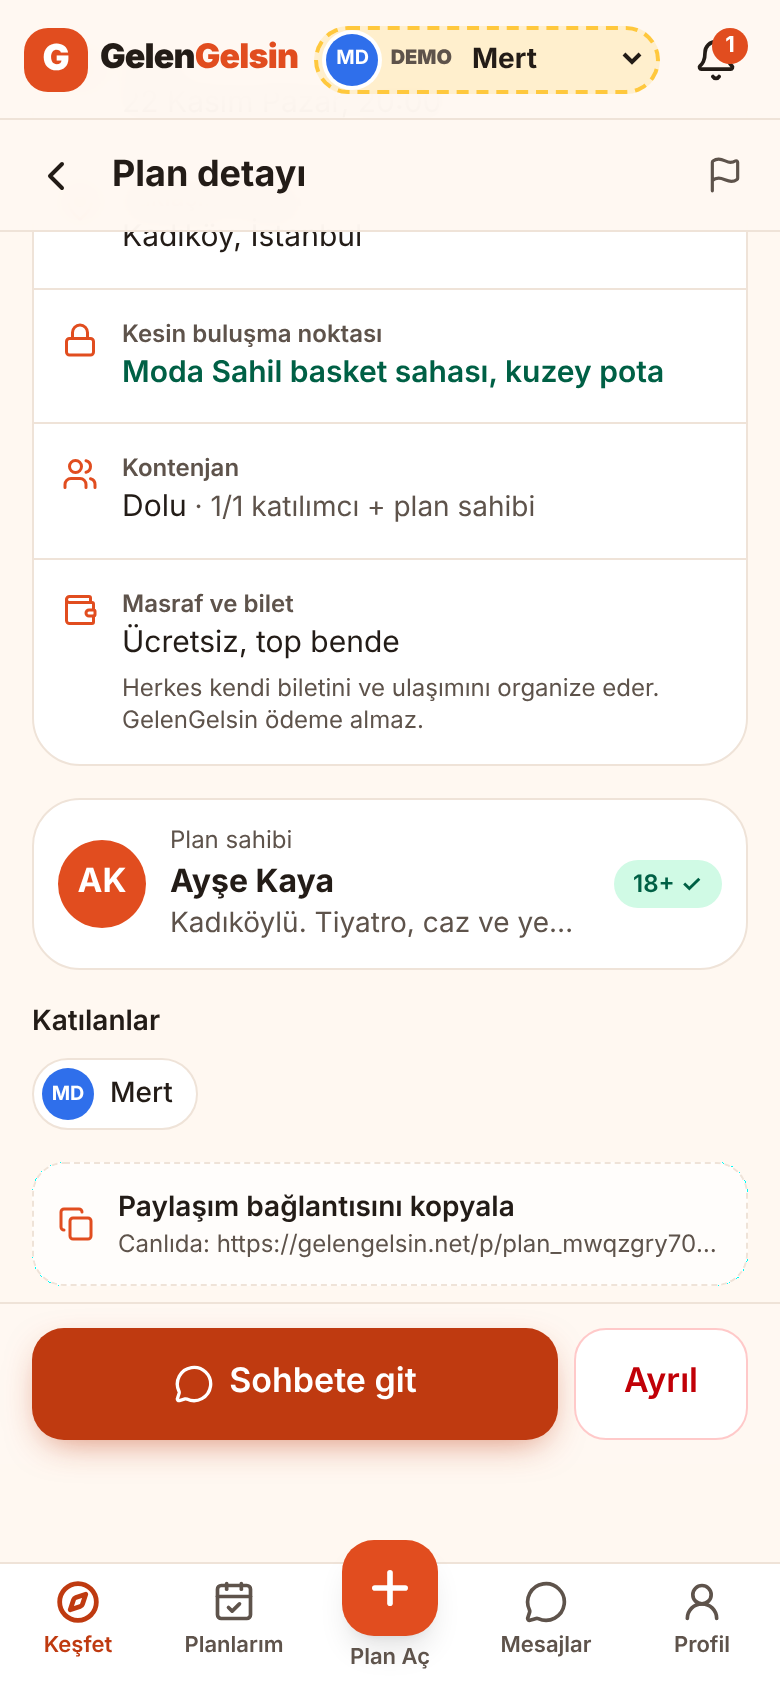 G GelenGelsin MD DEMO Mert 1
Plan detayı
Kadıköy, İstanbul
Kesin buluşma noktası
Moda Sahil basket sahası, kuzey pota
Kontenjan
Dolu · 1/1 katılımcı + plan sahibi
Masraf ve bilet
Ücretsiz, top bende
Herkes kendi biletini ve ulaşımını organize eder.
GelenGelsin ödeme almaz.
Plan sahibi
AK Ayşe Kaya 18+
Kadıköylü. Tiyatro, caz ve ye...
Katılanlar
MD Mert
Paylaşım bağlantısını kopyala
Canlıda: https://gelengelsin.net/p/plan_mwqzgry70...
Sohbete git Ayrıl
Keşfet Planlarım Plan Aç Mesajlar Profil